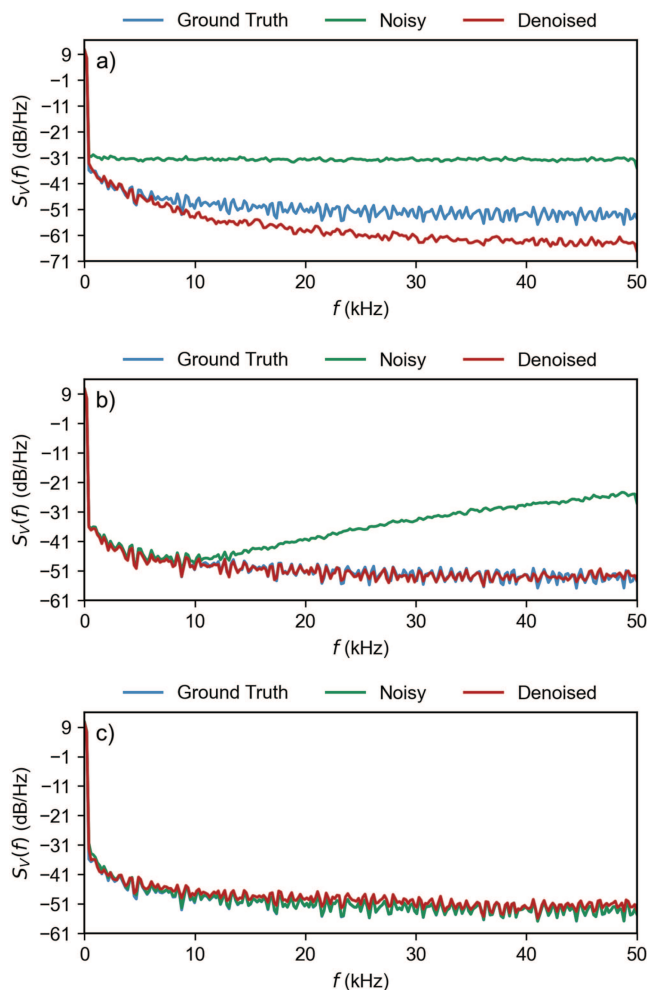 Ground Truth Noisy Denoised
a)
9
−1
−11
−21
−31
−41
−51
−61
−71
S_V(f) (dB/Hz)
0 10 20 30 40 50
f (kHz)
Ground Truth Noisy Denoised
b)
9
−1
−11
−21
−31
−41
−51
−61
S_V(f) (dB/Hz)
0 10 20 30 40 50
f (kHz)
Ground Truth Noisy Denoised
c)
9
−1
−11
−21
−31
−41
−51
−61
S_V(f) (dB/Hz)
0 10 20 30 40 50
f (kHz)